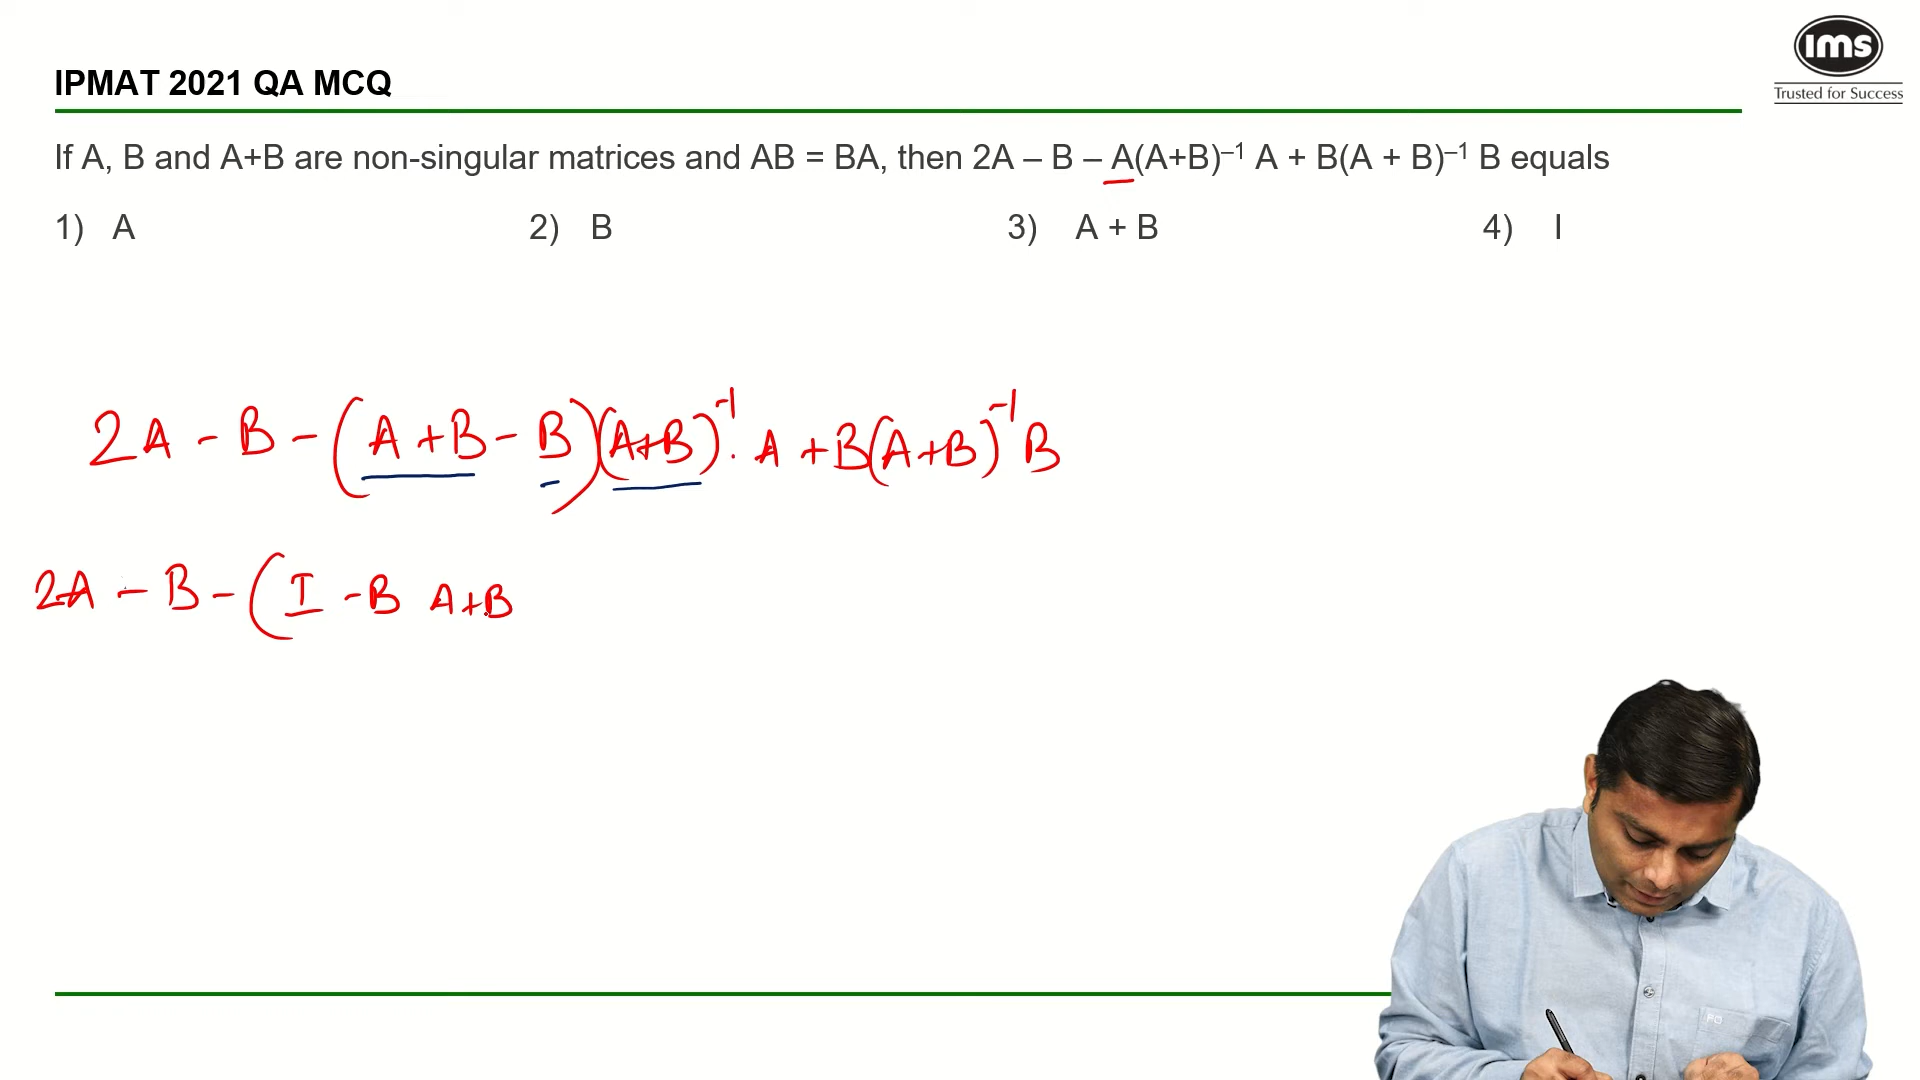 ims
Trusted for Success
IPMAT 2021 QA MCQ
If A, B and A+B are non-singular matrices and AB = BA, then 2A – B – A(A+B)⁻¹ A + B(A + B)⁻¹ B equals
1) A 2) B 3) A + B 4) I
2A - B - (A+B - B)(A+B)⁻¹. A + B(A+B)⁻¹ B
2A - B - (I - B A+B